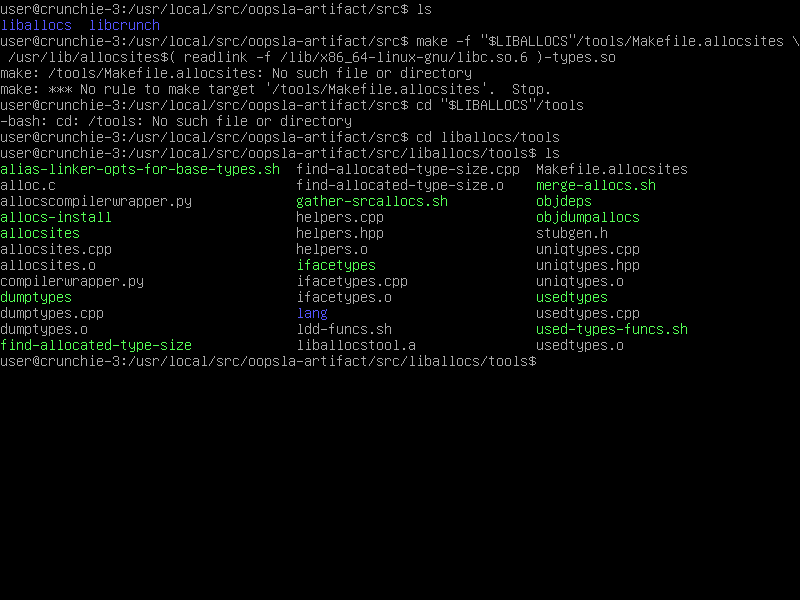 user@crunchie-3:/usr/local/src/oopsla-artifact/src$ ls
liballocs  libcrunch
user@crunchie-3:/usr/local/src/oopsla-artifact/src$ make -f "$LIBALLOCS"/tools/Makefile.allocsites \
 /usr/lib/allocsites$( readlink -f /lib/x86_64-linux-gnu/libc.so.6 )-types.so
make: /tools/Makefile.allocsites: No such file or directory
make: *** No rule to make target '/tools/Makefile.allocsites'.  Stop.
user@crunchie-3:/usr/local/src/oopsla-artifact/src$ cd "$LIBALLOCS"/tools
-bash: cd: /tools: No such file or directory
user@crunchie-3:/usr/local/src/oopsla-artifact/src$ cd liballocs/tools
user@crunchie-3:/usr/local/src/oopsla-artifact/src/liballocs/tools$ ls
alias-linker-opts-for-base-types.sh  find-allocated-type-size.cpp  Makefile.allocsites
alloc.c                              find-allocated-type-size.o    merge-allocs.sh
allocscompilerwrapper.py             gather-srcallocs.sh           objdeps
allocs-install                       helpers.cpp                   objdumpallocs
allocsites                           helpers.hpp                   stubgen.h
allocsites.cpp                       helpers.o                     uniqtypes.cpp
allocsites.o                         ifacetypes                    uniqtypes.hpp
compilerwrapper.py                   ifacetypes.cpp                uniqtypes.o
dumptypes                            ifacetypes.o                  usedtypes
dumptypes.cpp                        lang                          usedtypes.cpp
dumptypes.o                          ldd-funcs.sh                  used-types-funcs.sh
find-allocated-type-size             liballocstool.a               usedtypes.o
user@crunchie-3:/usr/local/src/oopsla-artifact/src/liballocs/tools$